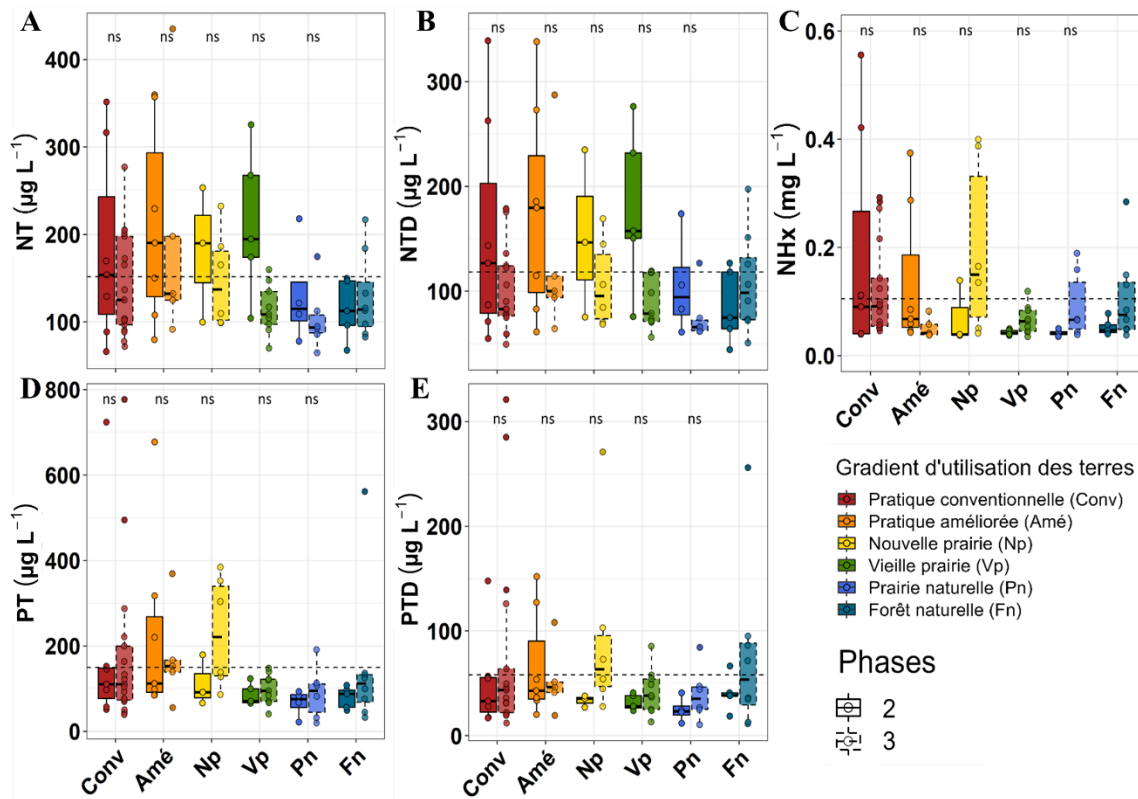 A
ns ns ns ns ns
NT (µg L⁻¹)
400
300
200
100
B
ns ns ns ns ns
NTD (µg L⁻¹)
300
200
100
C
ns ns ns ns ns
NHx (mg L⁻¹)
0.6
0.4
0.2
0.0
Conv Amé Np Vp Pn Fn
D
ns ns ns ns ns
PT (µg L⁻¹)
800
600
400
200
0
Conv Amé Np Vp Pn Fn
E
ns ns ns ns ns
PTD (µg L⁻¹)
300
200
100
0
Conv Amé Np Vp Pn Fn
Gradient d'utilisation des terres
Pratique conventionnelle (Conv)
Pratique améliorée (Amé)
Nouvelle prairie (Np)
Vieille prairie (Vp)
Prairie naturelle (Pn)
Forêt naturelle (Fn)
Phases
2
3